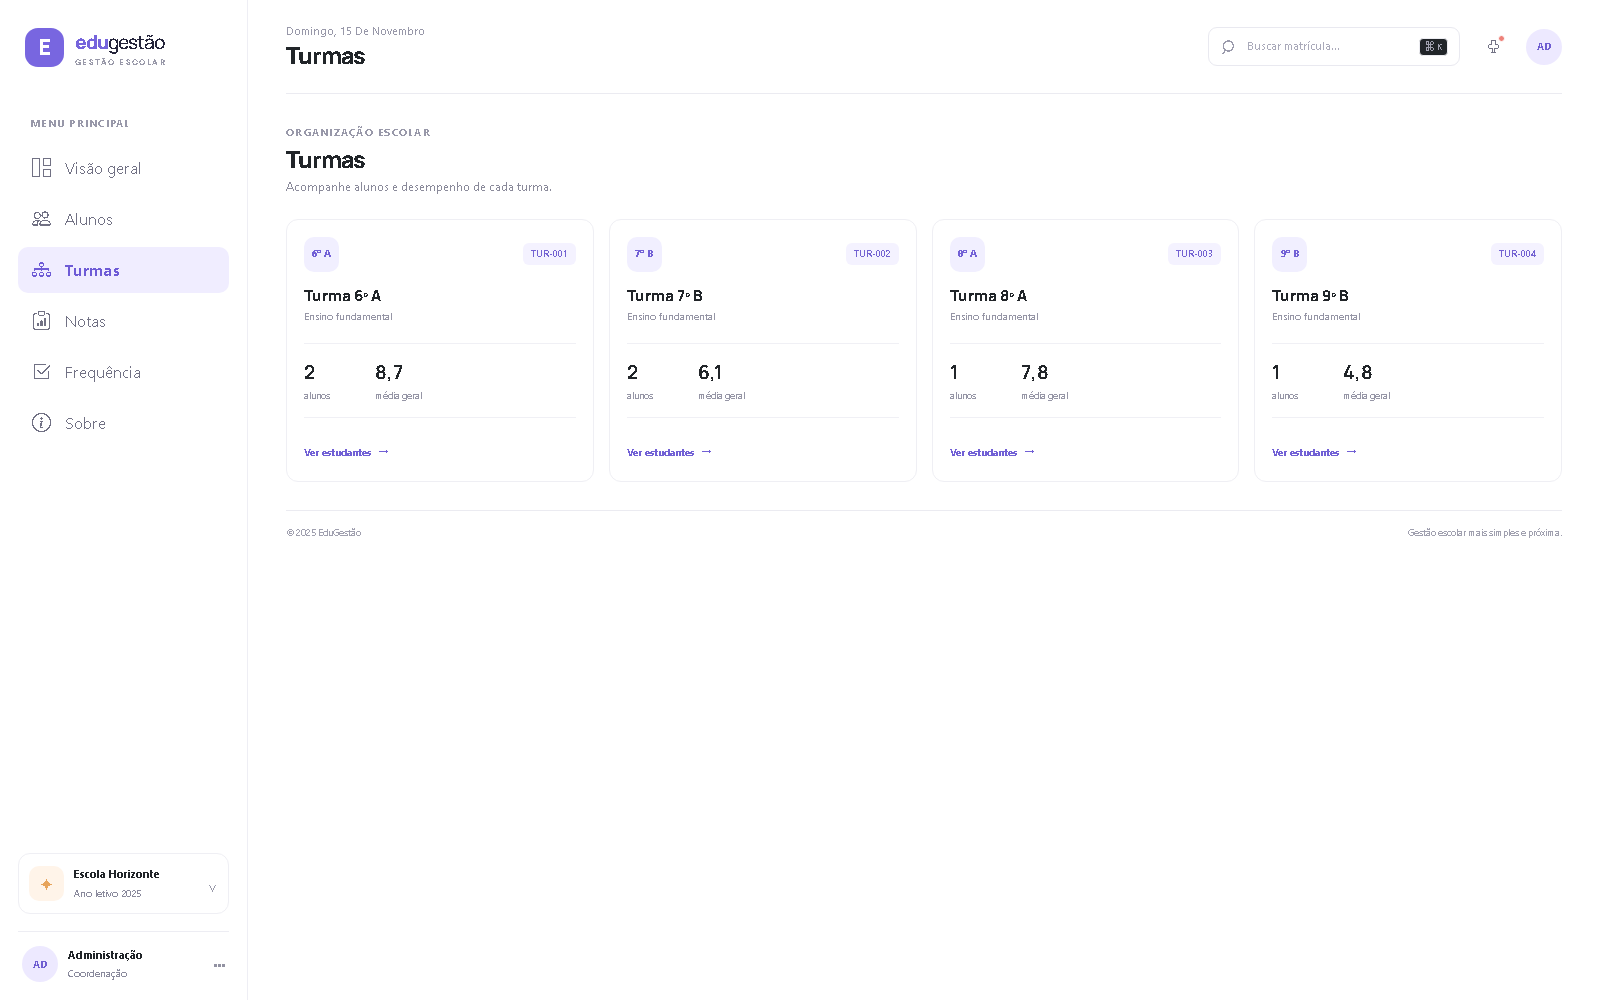 E
edugestão
GESTÃO ESCOLAR
MENU PRINCIPAL
Visão geral
Alunos
Turmas
Notas
Frequência
Sobre
Escola Horizonte
Ano letivo 2025
AD
Administração
Coordenação
Domingo, 15 De Novembro
Turmas
Buscar matrícula...
⌘ K
AD
ORGANIZAÇÃO ESCOLAR
Turmas
Acompanhe alunos e desempenho de cada turma.
6º A
TUR-001
Turma 6º A
Ensino fundamental
2
alunos
8,7
média geral
Ver estudantes →
7º B
TUR-002
Turma 7º B
Ensino fundamental
2
alunos
6,1
média geral
Ver estudantes →
8º A
TUR-003
Turma 8º A
Ensino fundamental
1
alunos
7,8
média geral
Ver estudantes →
9º B
TUR-004
Turma 9º B
Ensino fundamental
1
alunos
4,8
média geral
Ver estudantes →
© 2025 EduGestão
Gestão escolar mais simples e próxima.